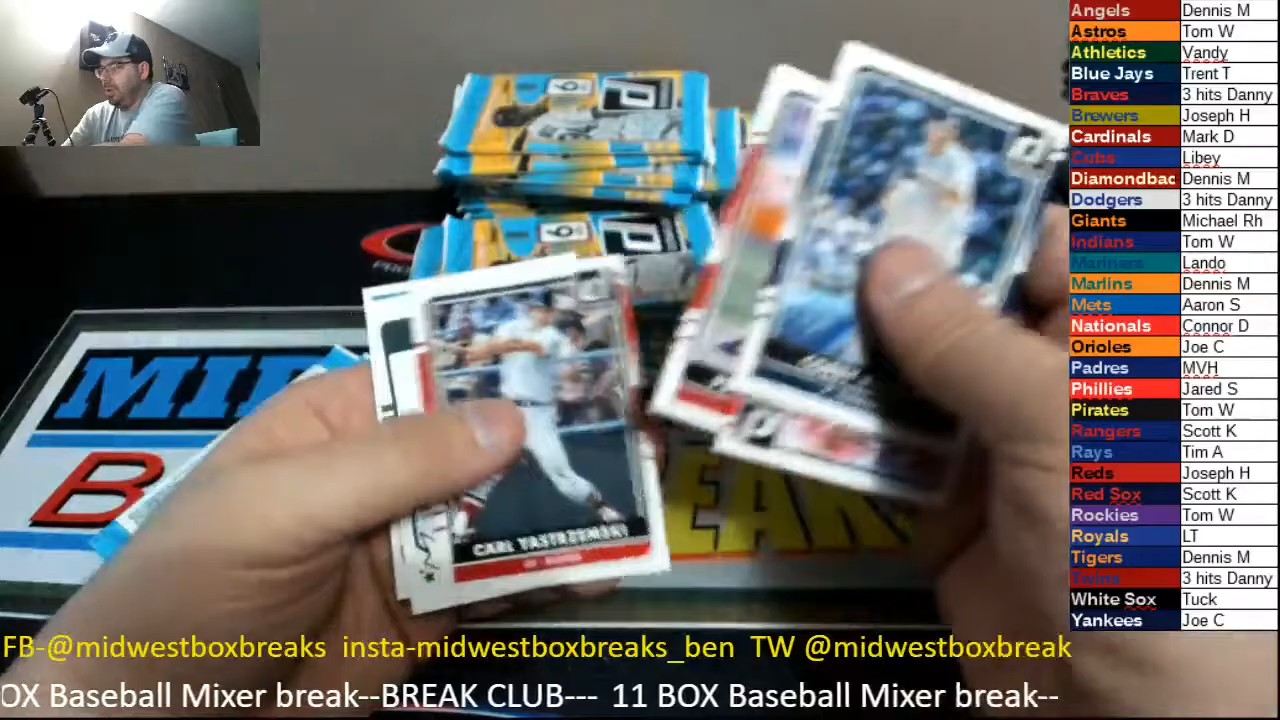 Angels Dennis M
Astros Tom W
Athletics Vandy
Blue Jays Trent T
Braves 3 hits Danny
Brewers Joseph H
Cardinals Mark D
Cubs Libey
Diamondbac Dennis M
Dodgers 3 hits Danny
Giants Michael Rh
Indians Tom W
Mariners Lando
Marlins Dennis M
Mets Aaron S
Nationals Connor D
Orioles Joe C
Padres MVH
Phillies Jared S
Pirates Tom W
Rangers Scott K
Rays Tim A
Reds Joseph H
Red Sox Scott K
Rockies Tom W
Royals LT
Tigers Dennis M
Twins 3 hits Danny
White Sox Tuck
Yankees Joe C
MID
B
EAK
CARL YASTRZEMSKI
FB-@midwestboxbreaks insta-midwestboxbreaks_ben TW @midwestboxbreak
OX Baseball Mixer break--BREAK CLUB--- 11 BOX Baseball Mixer break--